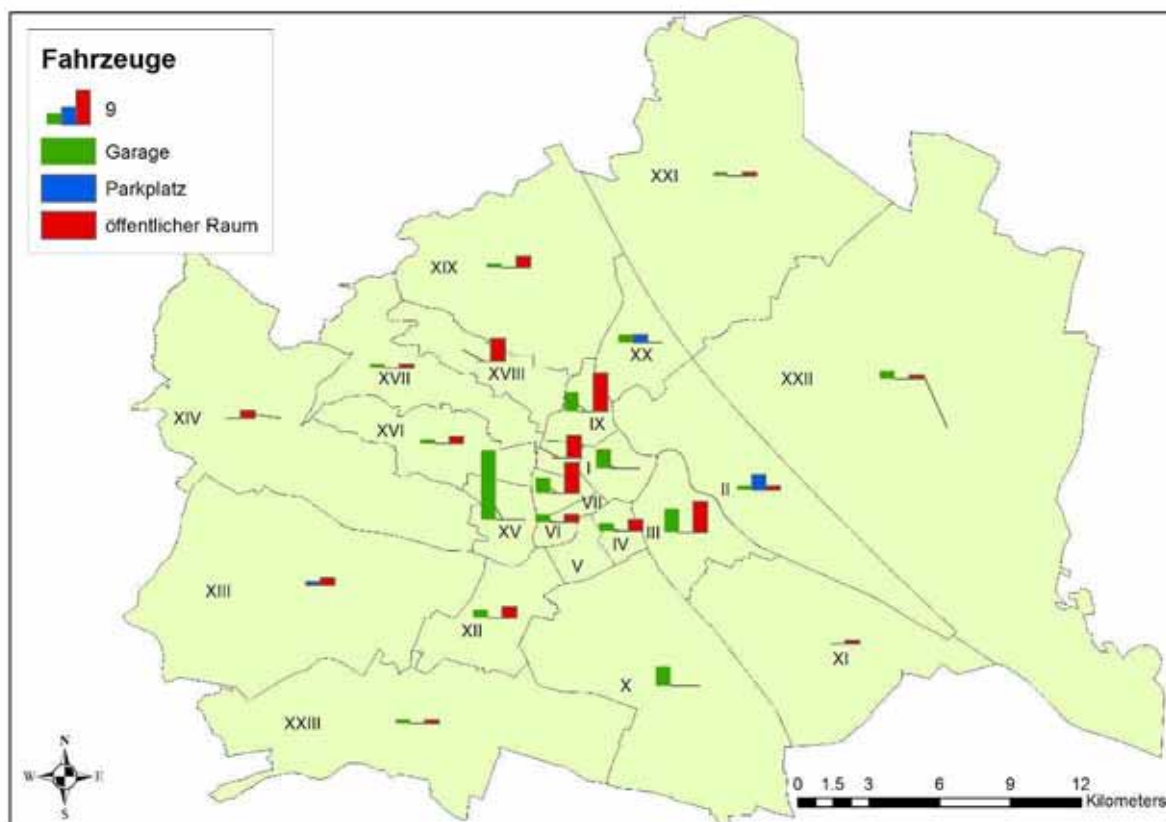 Fahrzeuge
9
Garage
Parkplatz
öffentlicher Raum
XXI
XIX
XX
XVIII
XVII
XXII
XIV
IX
XVI
I
II
VII
XV
VI
IV
III
V
XIII
XII
XI
X
XXIII
N
W E
S
0 1.5 3 6 9 12
Kilometers